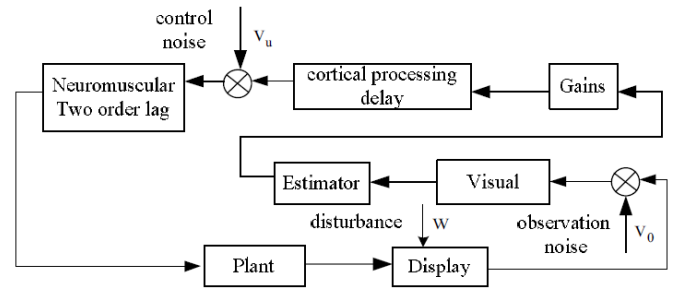 control
noise
Vu
Neuromuscular
Two order lag
cortical processing
delay
Gains
Estimator
Visual
disturbance
W
observation
noise
V0
Plant
Display